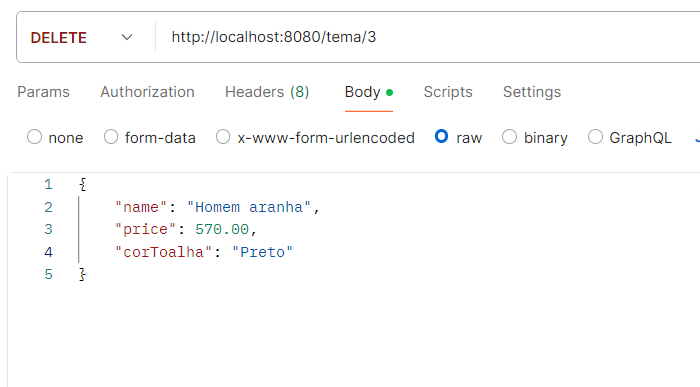 DELETE http://localhost:8080/tema/3
Params Authorization Headers (8) Body Scripts Settings
none form-data x-www-form-urlencoded raw binary GraphQL
1 {
2 "name": "Homem aranha",
3 "price": 570.00,
4 "corToalha": "Preto"
5 }